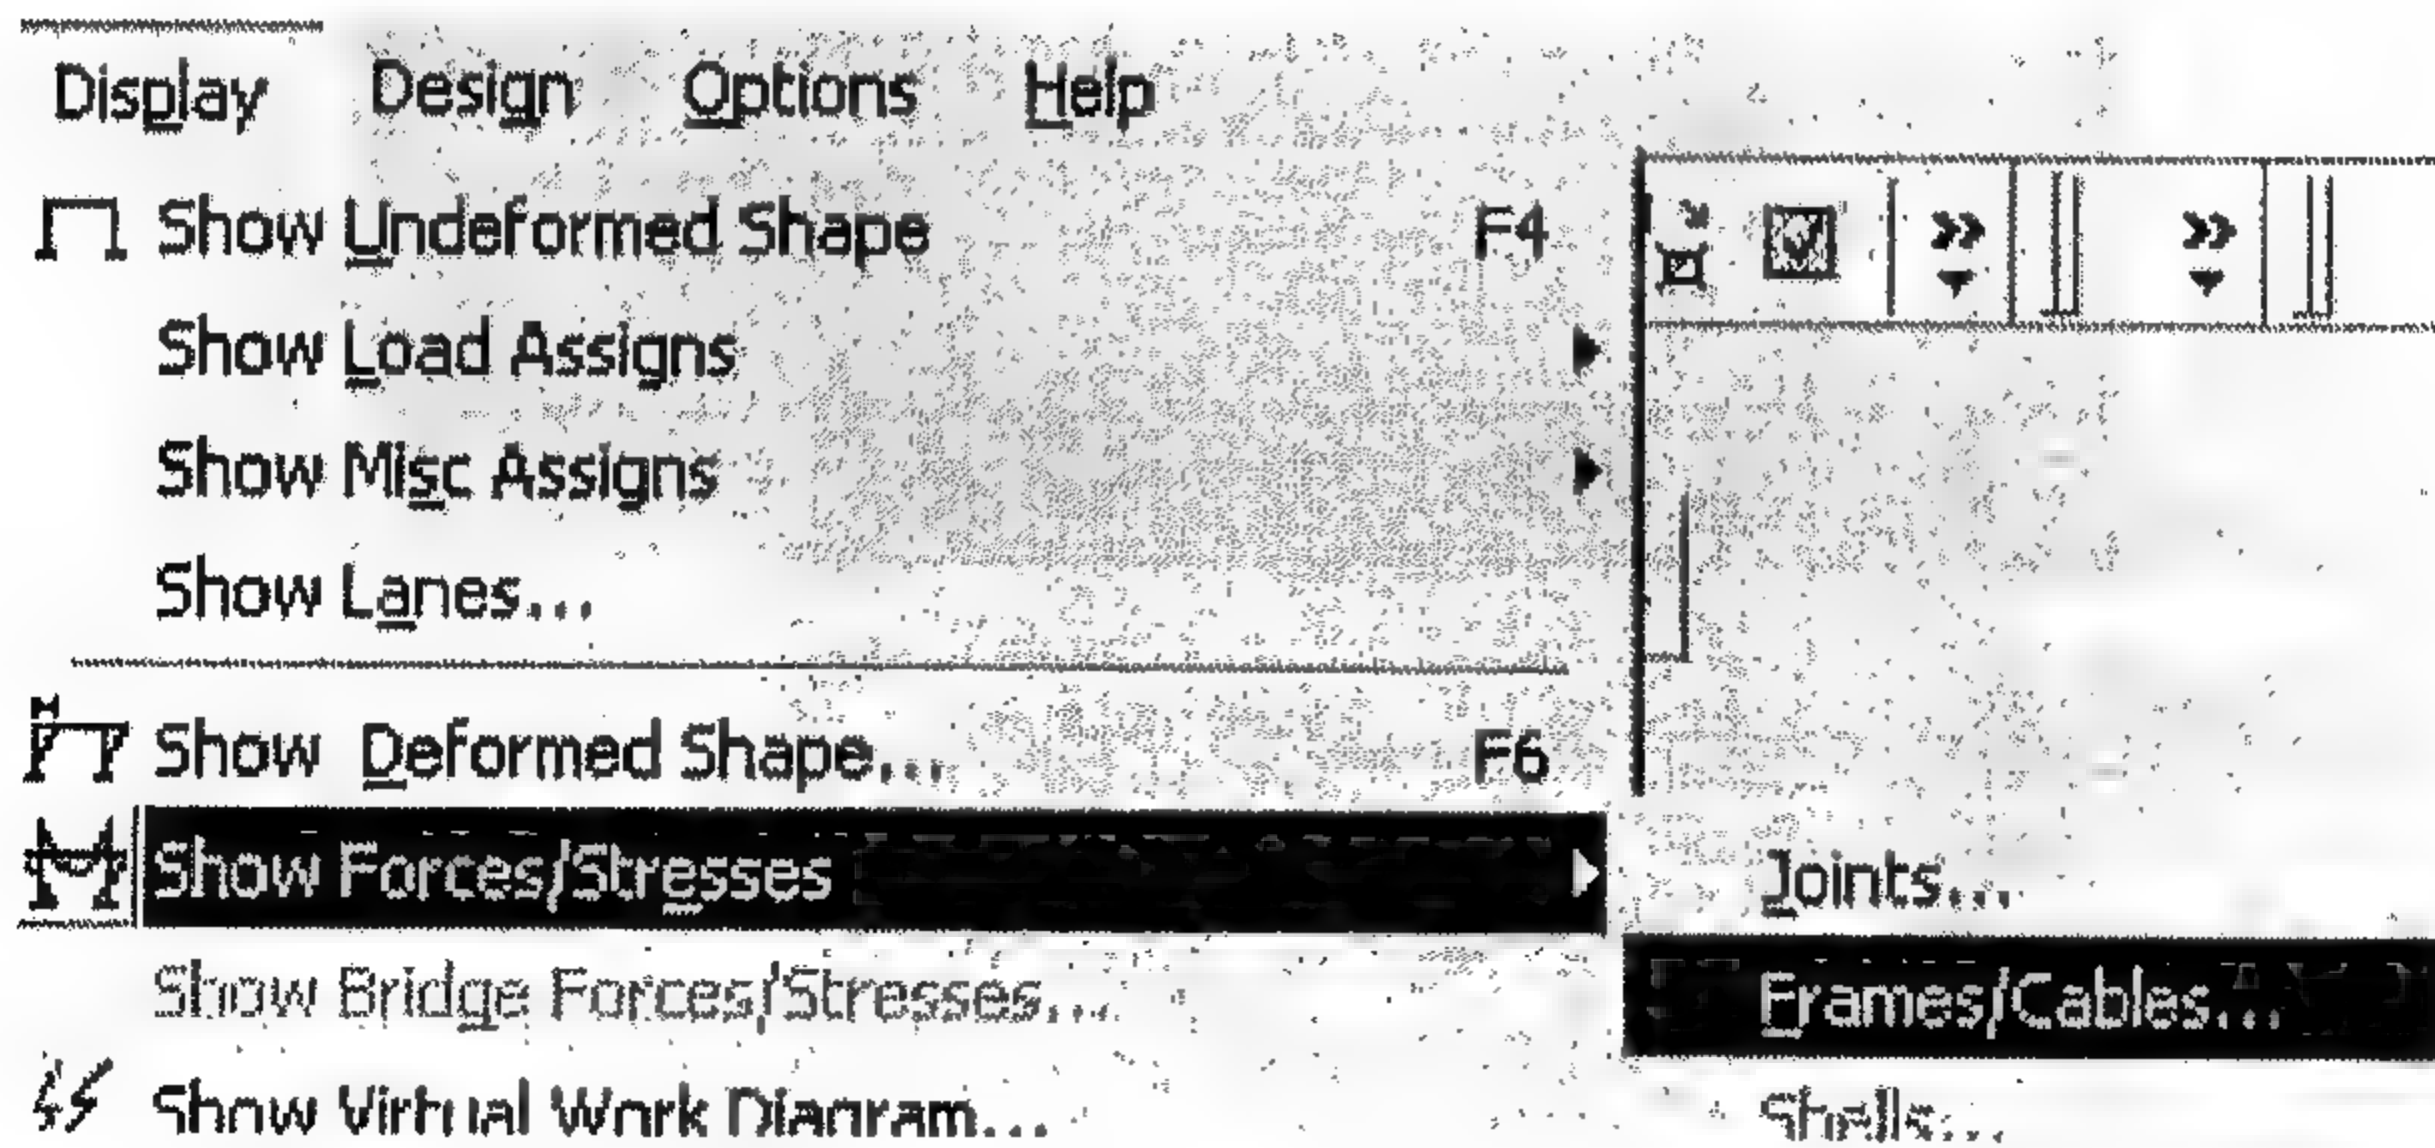 Display Design Options Help
Show Undeformed Shape F4
Show Load Assigns
Show Misc Assigns
Show Lanes...
Show Deformed Shape... F6
Show Forces/Stresses
Joints...
Show Bridge Forces/Stresses...
Frames/Cables...
Show Virtual Work Diagram...
Shells...